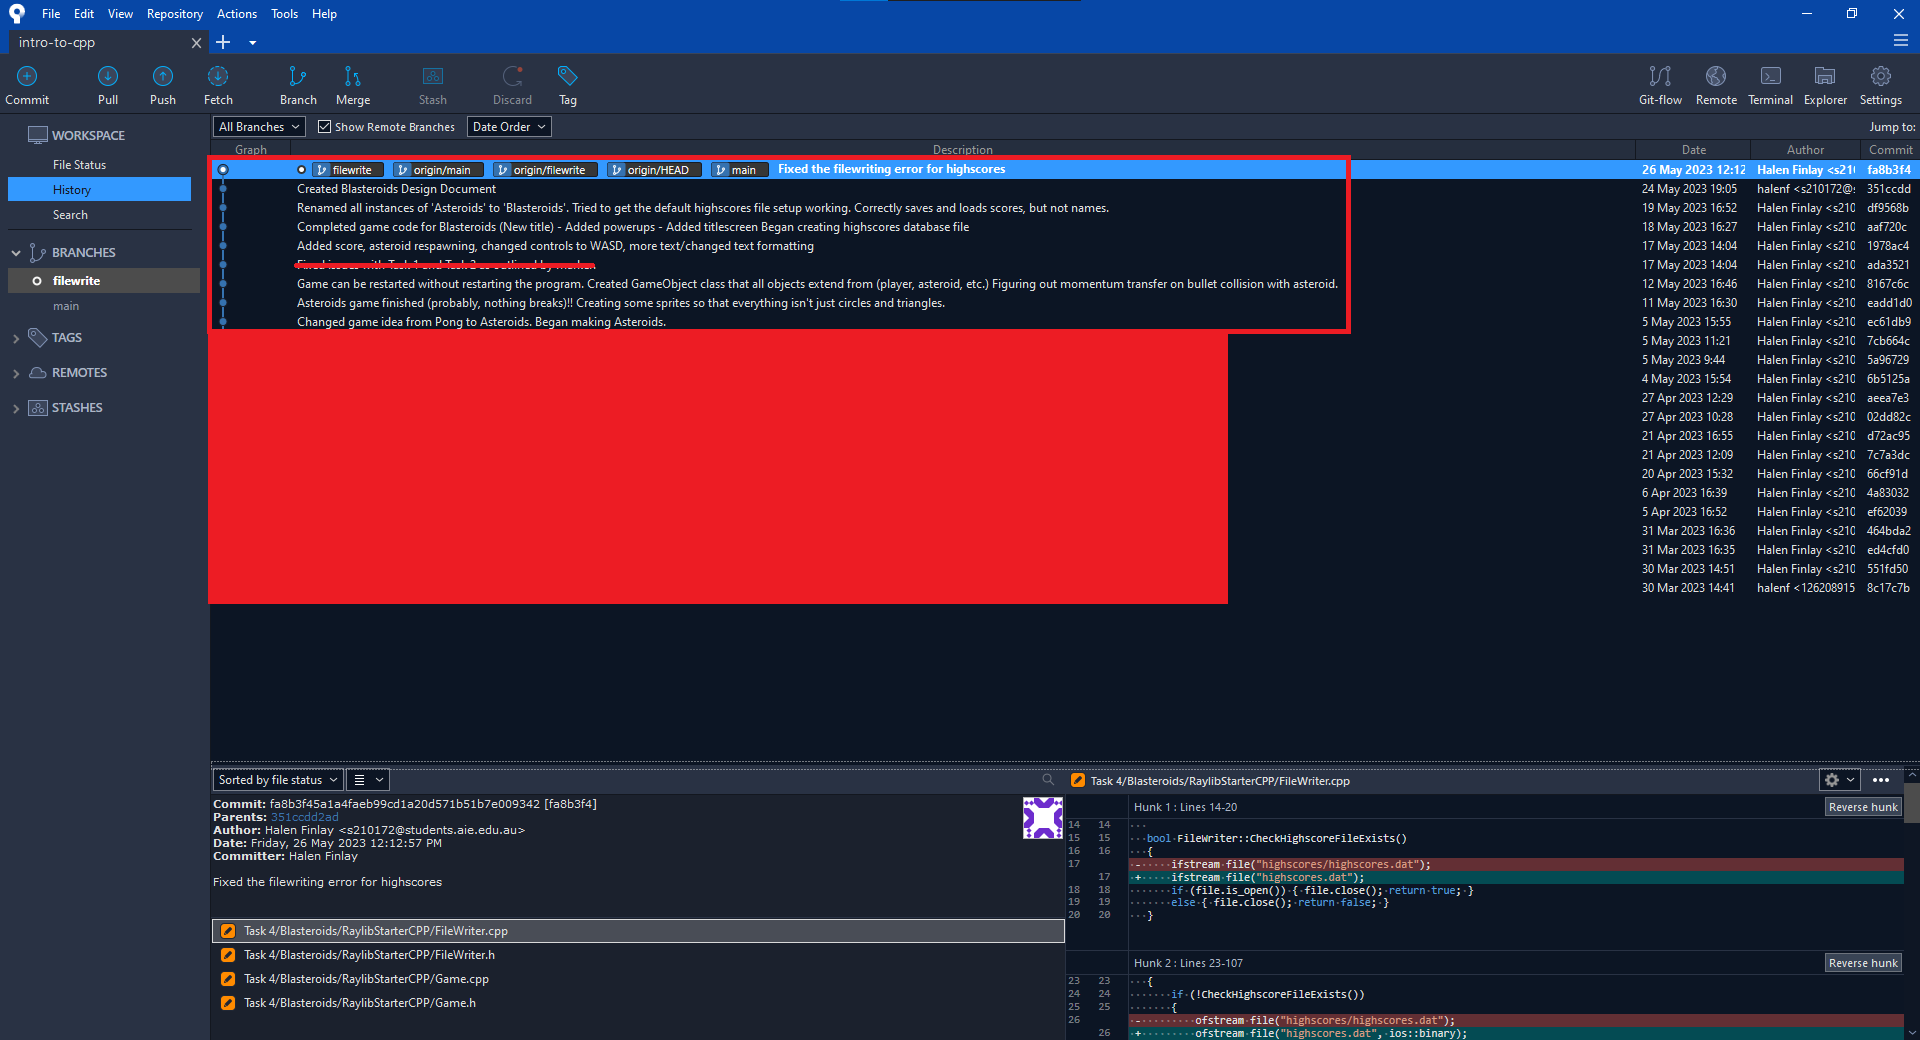 File Edit View Repository Actions Tools Help
intro-to-cpp
Commit Pull Push Fetch Branch Merge Stash Discard Tag Git-flow Remote Terminal Explorer Settings
WORKSPACE
File Status
History
Search
BRANCHES
filewrite
main
TAGS
REMOTES
STASHES
All Branches Show Remote Branches Date Order Jump to:
Graph Description Date Author Commit
filewrite origin/main origin/filewrite origin/HEAD main Fixed the filewriting error for highscores 26 May 2023 12:12 Halen Finlay <s210 fa8b3f4
Created Blasteroids Design Document 24 May 2023 19:05 halenf <s210172@s 351ccdd
Renamed all instances of 'Asteroids' to 'Blasteroids'. Tried to get the default highscores file setup working. Correctly saves and loads scores, but not names. 19 May 2023 16:52 Halen Finlay <s210 df9568b
Completed game code for Blasteroids (New title) - Added powerups - Added titlescreen Began creating highscores database file 18 May 2023 16:27 Halen Finlay <s210 aaf720c
Added score, asteroid respawning, changed controls to WASD, more text/changed text formatting 17 May 2023 14:04 Halen Finlay <s210 1978ac4
Fixed issues with Task 1 and Task 2 as outlined by 17 May 2023 14:04 Halen Finlay <s210 ada3521
Game can be restarted without restarting the program. Created GameObject class that all objects extend from (player, asteroid, etc.) Figuring out momentum transfer on bullet collision with asteroid. 12 May 2023 16:46 Halen Finlay <s210 8167c6c
Asteroids game finished (probably, nothing breaks)!! Creating some sprites so that everything isn't just circles and triangles. 11 May 2023 16:30 Halen Finlay <s210 eadd1d0
Changed game idea from Pong to Asteroids. Began making Asteroids. 5 May 2023 15:55 Halen Finlay <s210 ec61db9
5 May 2023 11:21 Halen Finlay <s210 7cb664c
5 May 2023 9:44 Halen Finlay <s210 5a96729
4 May 2023 15:54 Halen Finlay <s210 6b5125a
27 Apr 2023 12:29 Halen Finlay <s210 aeea7e3
27 Apr 2023 10:28 Halen Finlay <s210 02dd82c
21 Apr 2023 16:55 Halen Finlay <s210 d72ac95
21 Apr 2023 12:09 Halen Finlay <s210 7c7a3dc
20 Apr 2023 15:32 Halen Finlay <s210 66cf91d
6 Apr 2023 16:39 Halen Finlay <s210 4a83032
5 Apr 2023 16:52 Halen Finlay <s210 ef62039
31 Mar 2023 16:36 Halen Finlay <s210 464bda2
31 Mar 2023 16:35 Halen Finlay <s210 ed4cfd0
30 Mar 2023 14:51 Halen Finlay <s210 551fd50
30 Mar 2023 14:41 halenf <126208915 8c17c7b
Sorted by file status
Commit: fa8b3f45a1a4faeb99cd1a20d571b51b7e009342 [fa8b3f4]
Parents: 351ccdd2ad
Author: Halen Finlay <s210172@students.aie.edu.au>
Date: Friday, 26 May 2023 12:12:57 PM
Committer: Halen Finlay
Fixed the filewriting error for highscores
Task 4/Blasteroids/RaylibStarterCPP/FileWriter.cpp
Task 4/Blasteroids/RaylibStarterCPP/FileWriter.h
Task 4/Blasteroids/RaylibStarterCPP/Game.cpp
Task 4/Blasteroids/RaylibStarterCPP/Game.h
Task 4/Blasteroids/RaylibStarterCPP/FileWriter.cpp
Hunk 1 : Lines 14-20 Reverse hunk
14 14
15 15 bool FileWriter::CheckHighscoreFileExists()
16 16 {
17 - ifstream file("highscores/highscores.dat");
17 + ifstream file("highscores.dat");
18 18 if (file.is_open()) { file.close(); return true; }
19 19 else { file.close(); return false; }
20 20 }
Hunk 2 : Lines 23-107 Reverse hunk
23 23 {
24 24 if (!CheckHighscoreFileExists())
25 25 {
26 - ofstream file("highscores/highscores.dat");
26 + ofstream file("highscores.dat", ios::binary);